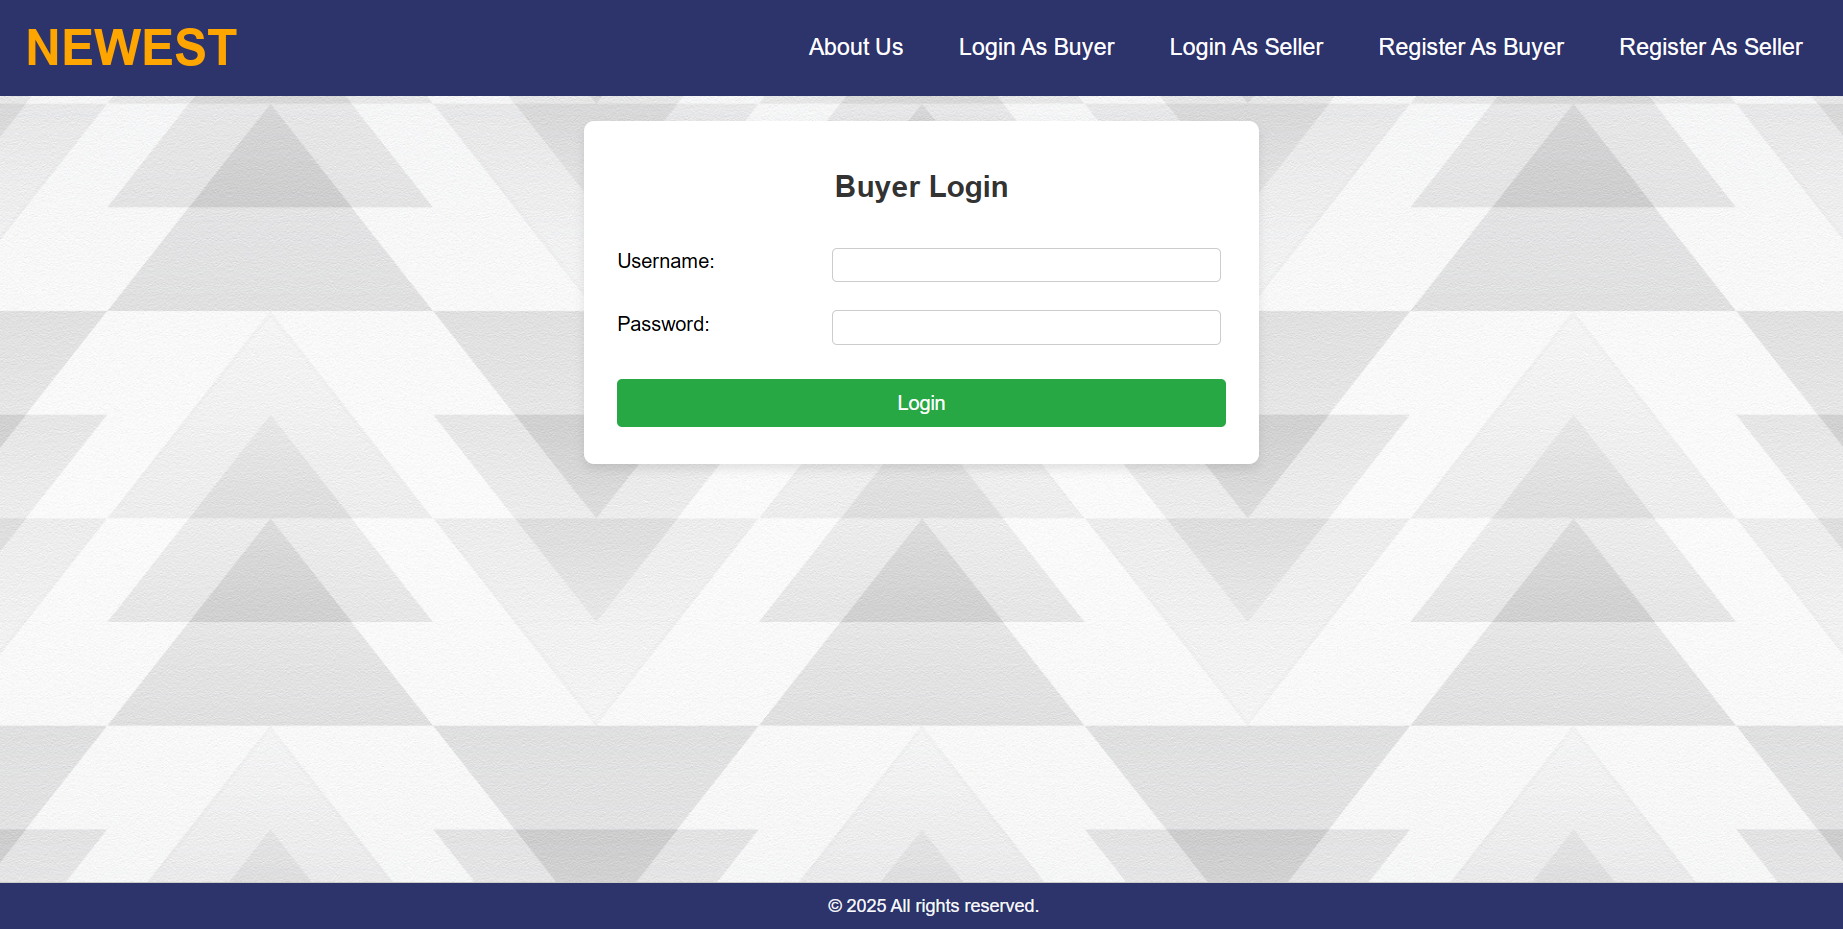 NEWEST
About Us Login As Buyer Login As Seller Register As Buyer Register As Seller
Buyer Login
Username:
Password:
Login
© 2025 All rights reserved.